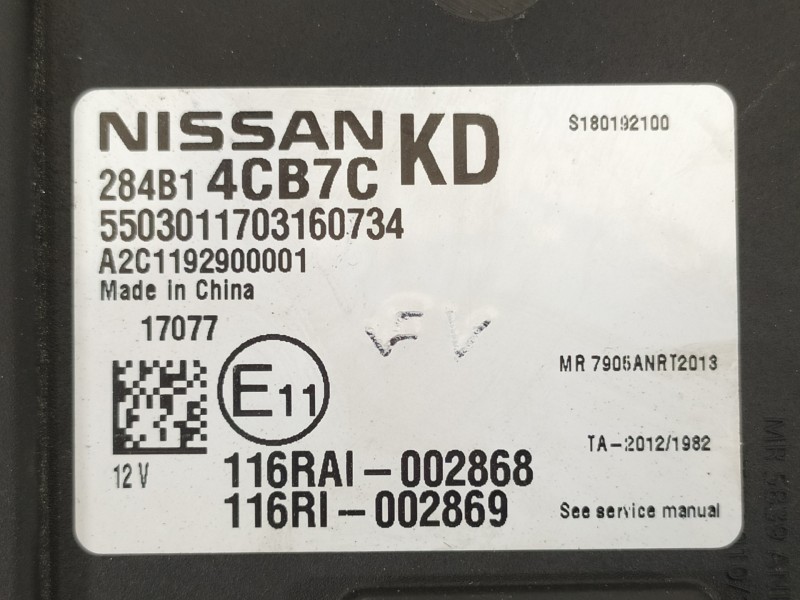 NISSAN KD
S180192100
284B1 4CB7C
5503011703160734
A2C1192900001
Made in China
17077
MR 7905ANRT2013
E11
TA-2012/1982
12 V
116RAI-002868
116RI-002869
See service manual